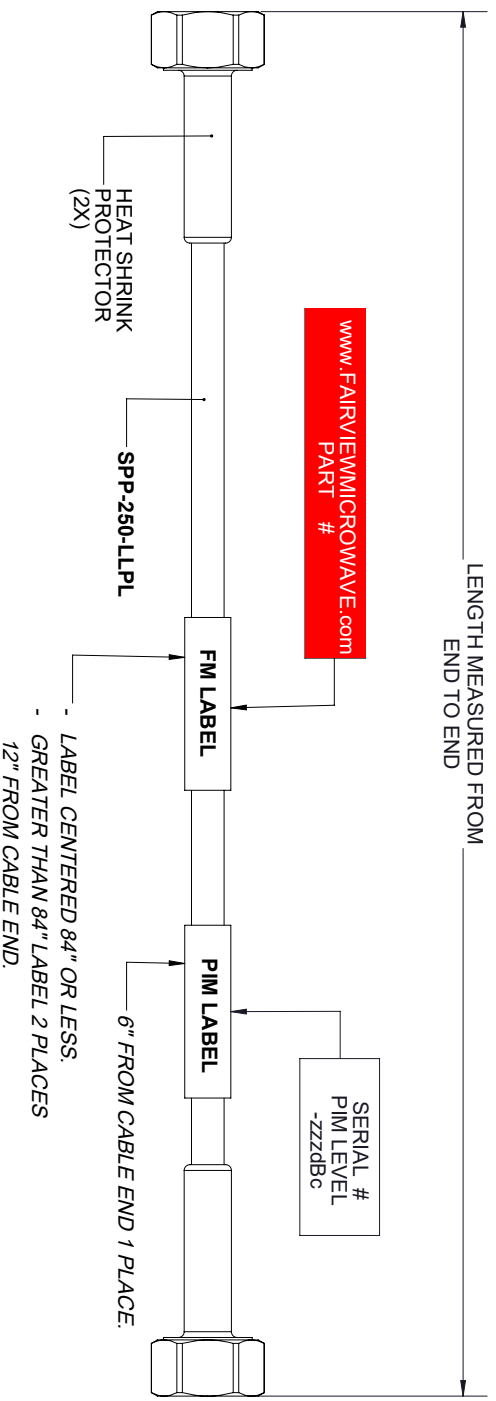 LENGTH MEASURED FROM
END TO END
www.FAIRVIEWMICROWAVE.com
PART #
SERIAL #
PIM LEVEL
-zzzdBc
FM LABEL
PIM LABEL
HEAT SHRINK
PROTECTOR
(2X)
SPP-250-LLPL
6" FROM CABLE END 1 PLACE.
- LABEL CENTERED 84" OR LESS.
- GREATER THAN 84" LABEL 2 PLACES
12" FROM CABLE END.